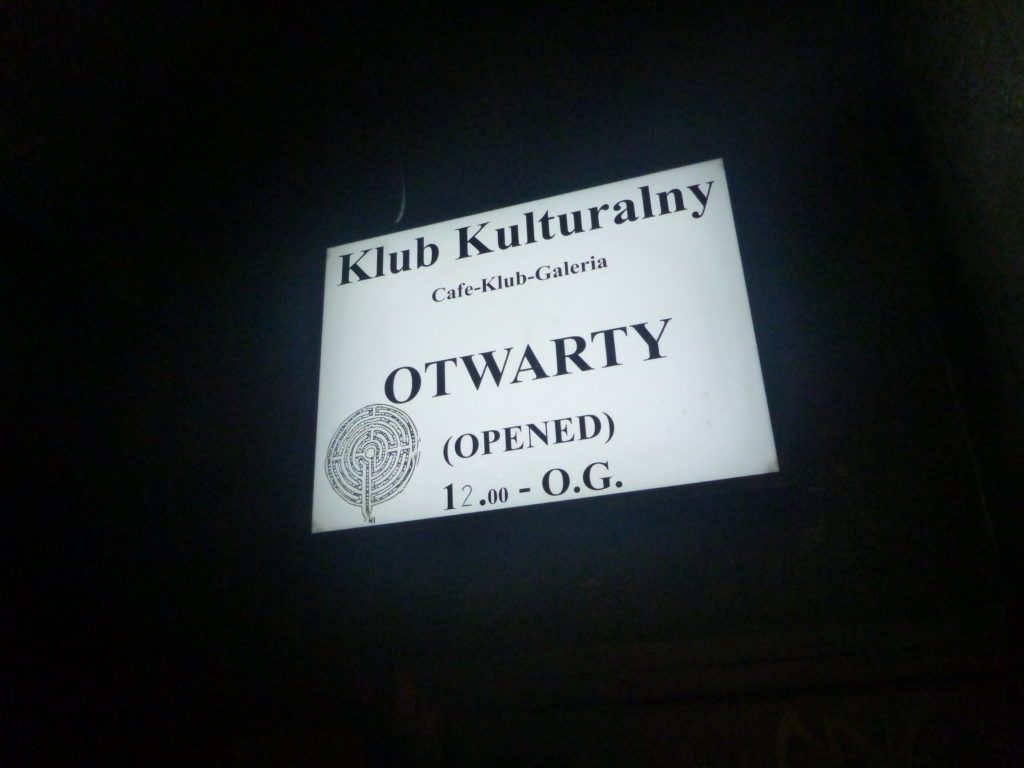 Klub Kulturalny
Cafe-Klub-Galeria
OTWARTY
(OPENED)
12.00 - O.G.